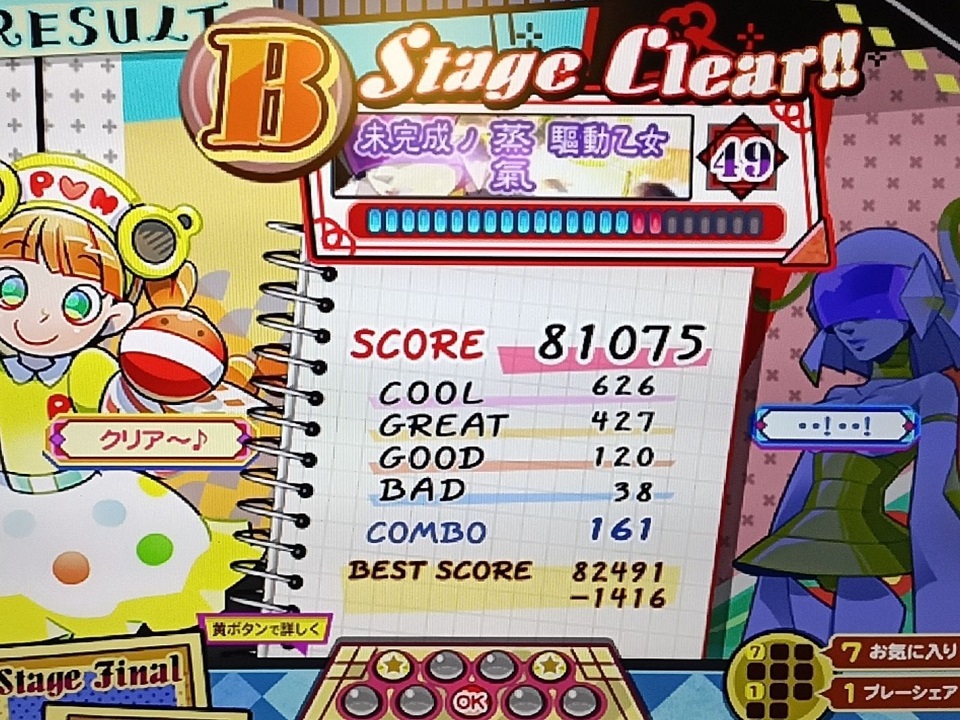 RESULT
B
Stage Clear!!
未完成ノ蒸氣驅動乙女
49
SCORE 81075
COOL 626
GREAT 427
GOOD 120
BAD 38
COMBO 161
BEST SCORE 82491
-1416
クリア〜♪
‥!‥!
黄ボタンで詳しく
Stage Final
OK
7
7 お気に入り
1
1 プレーシェア